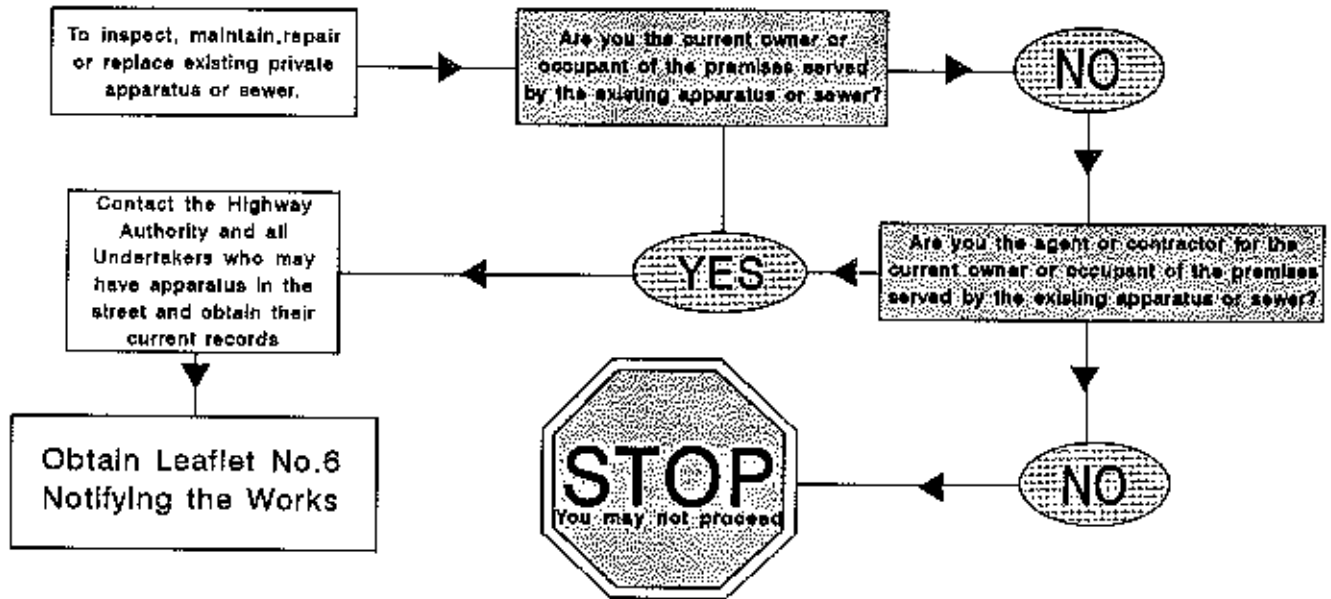 To inspect, maintain,repair
or replace existing private
apparatus or sewer.
Are you the current owner or
occupant of the premises served
by the existing apparatus or sewer?
NO
Contact the Highway
Authority and all
Undertakers who may
have apparatus in the
street and obtain their
current records
YES
Are you the agent or contractor for the
current owner or occupant of the premises
served by the existing apparatus or sewer?
Obtain Leaflet No.6
Notifying the Works
STOP
You may not proceed
NO